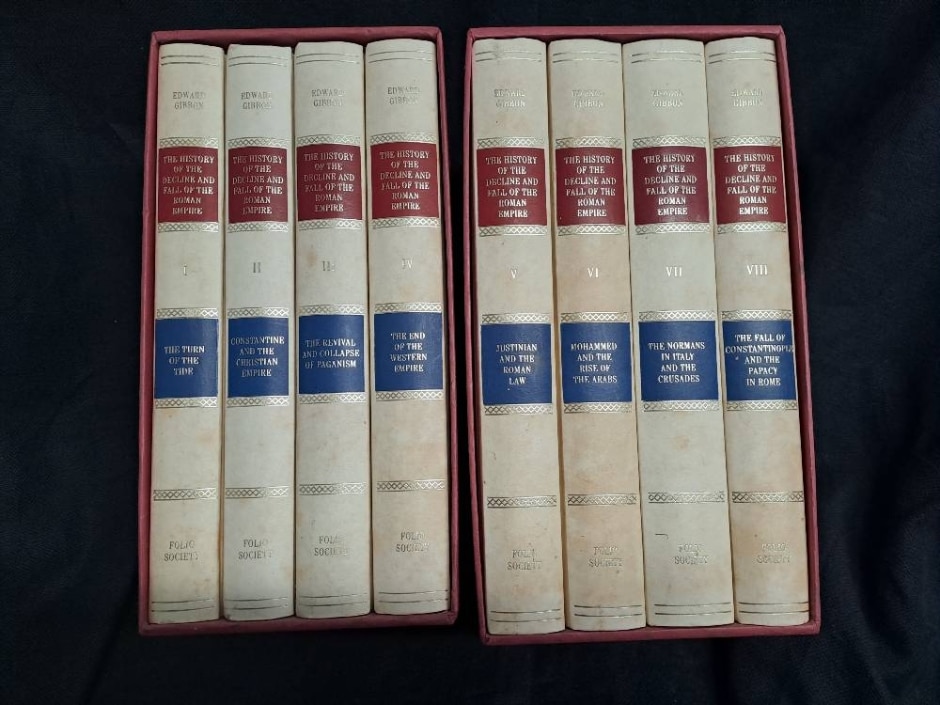 EDWARD
GIBBON
THE HISTORY
OF THE
DECLINE AND
FALL OF THE
ROMAN
EMPIRE
I
THE TURN
OF THE
TIDE
FOLIO
SOCIETY
EDWARD
GIBBON
THE HISTORY
OF THE
DECLINE AND
FALL OF THE
ROMAN
EMPIRE
II
CONSTANTINE
AND THE
CHRISTIAN
EMPIRE
FOLIO
SOCIETY
EDWARD
GIBBON
THE HISTORY
OF THE
DECLINE AND
FALL OF THE
ROMAN
EMPIRE
III
THE REVIVAL
AND COLLAPSE
OF PAGANISM
FOLIO
SOCIETY
EDWARD
GIBBON
THE HISTORY
OF THE
DECLINE AND
FALL OF THE
ROMAN
EMPIRE
IV
THE END
OF THE
WESTERN
EMPIRE
FOLIO
SOCIETY
EDWARD
GIBBON
THE HISTORY
OF THE
DECLINE AND
FALL OF THE
ROMAN
EMPIRE
V
JUSTINIAN
AND THE
ROMAN
LAW
FOLIO
SOCIETY
EDWARD
GIBBON
THE HISTORY
OF THE
DECLINE AND
FALL OF THE
ROMAN
EMPIRE
VI
MOHAMMED
AND THE
RISE OF
THE ARABS
FOLIO
SOCIETY
EDWARD
GIBBON
THE HISTORY
OF THE
DECLINE AND
FALL OF THE
ROMAN
EMPIRE
VII
THE NORMANS
IN ITALY
AND THE
CRUSADES
FOLIO
SOCIETY
EDWARD
GIBBON
THE HISTORY
OF THE
DECLINE AND
FALL OF THE
ROMAN
EMPIRE
VIII
THE FALL OF
CONSTANTINOPLE
AND THE
PAPACY
IN ROME
FOLIO
SOCIETY